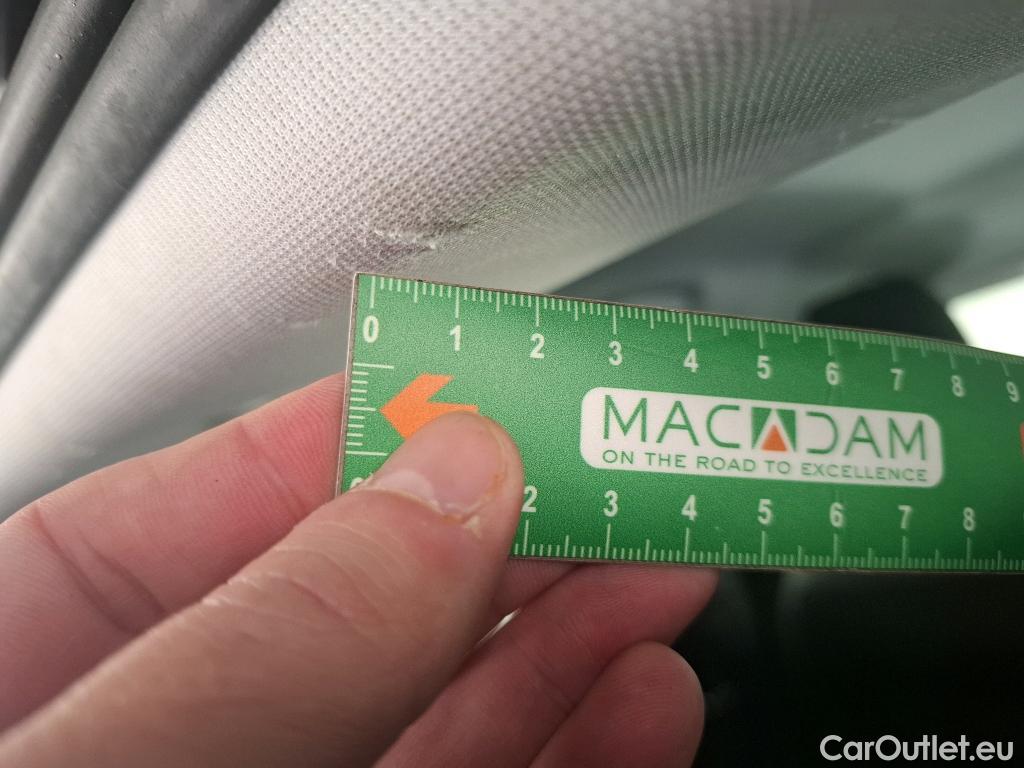 0 1 2 3 4 5 6 7 8 9
MACADAM
ON THE ROAD TO EXCELLENCE
2 3 4 5 6 7 8
CarOutlet.eu